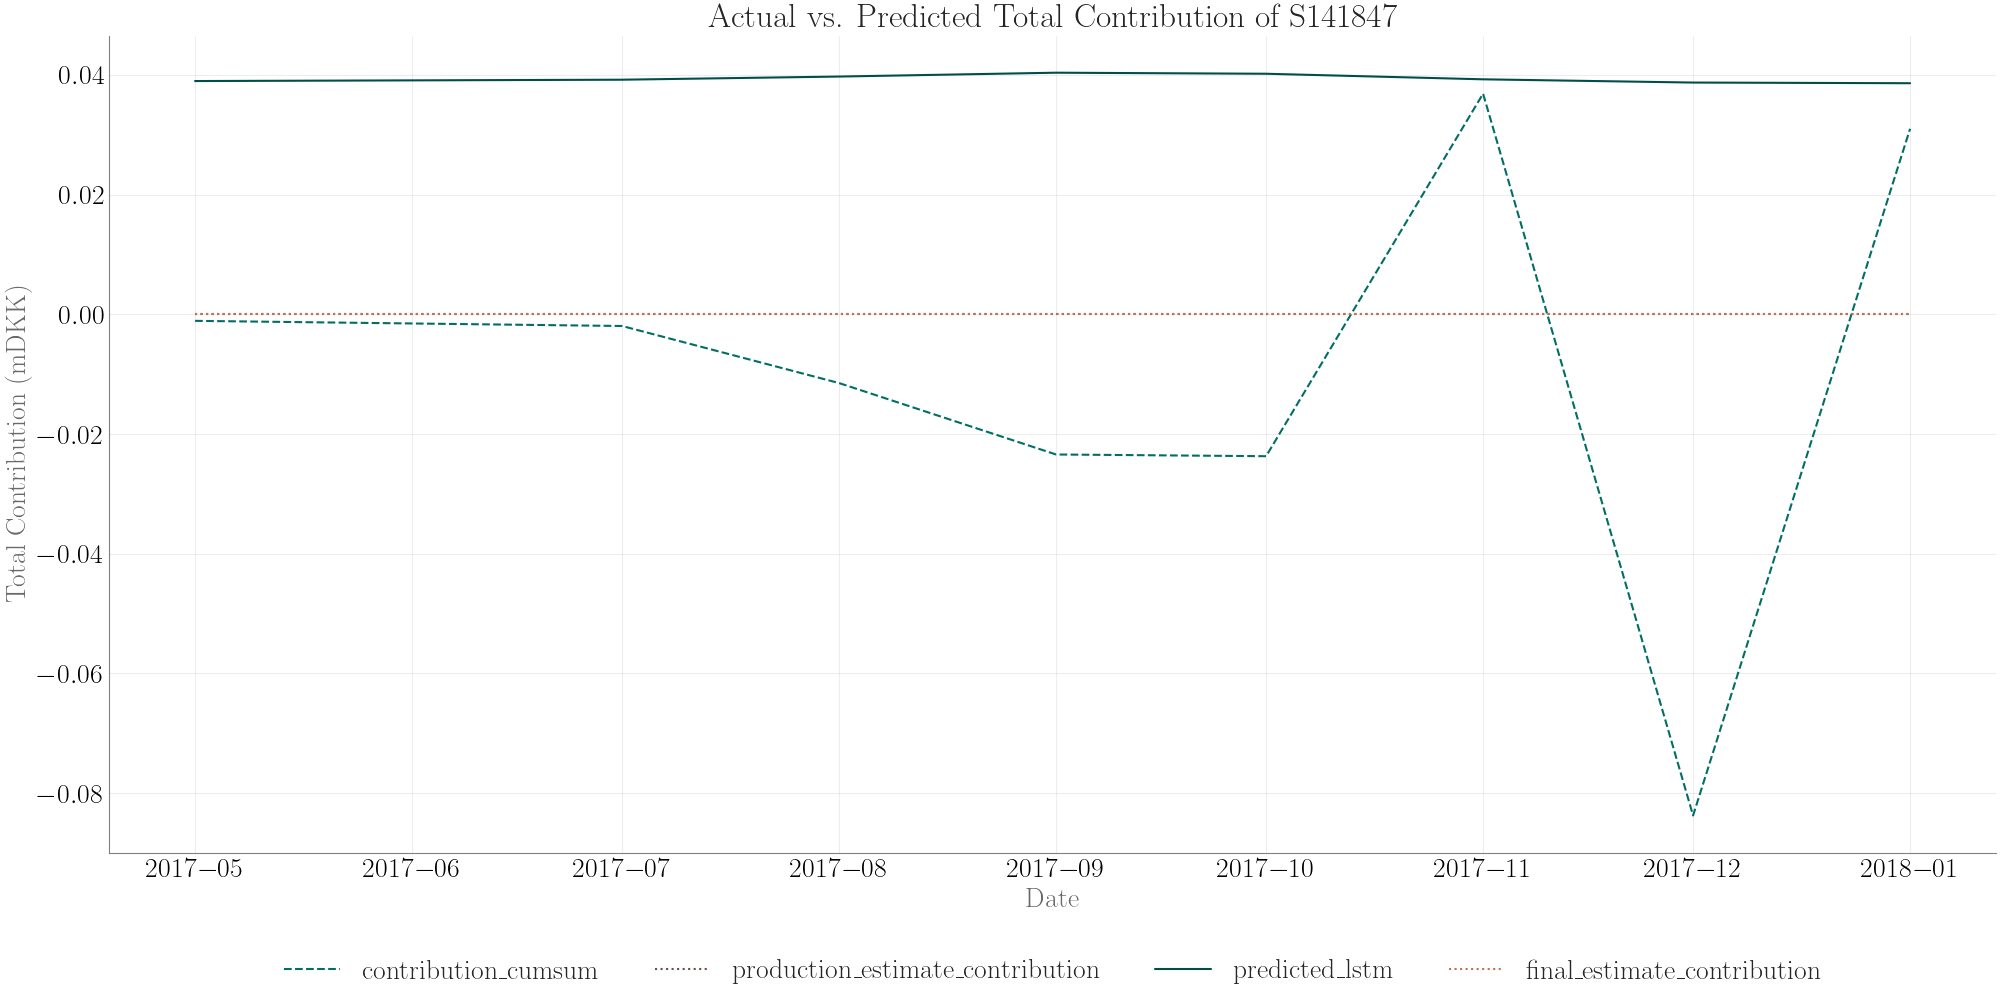 Actual vs. Predicted Total Contribution of S141847
Total Contribution (mDKK)
0.04
0.02
0.00
−0.02
−0.04
−0.06
−0.08
2017−05 2017−06 2017−07 2017−08 2017−09 2017−10 2017−11 2017−12 2018−01
Date
contribution_cumsum production_estimate_contribution predicted_lstm final_estimate_contribution